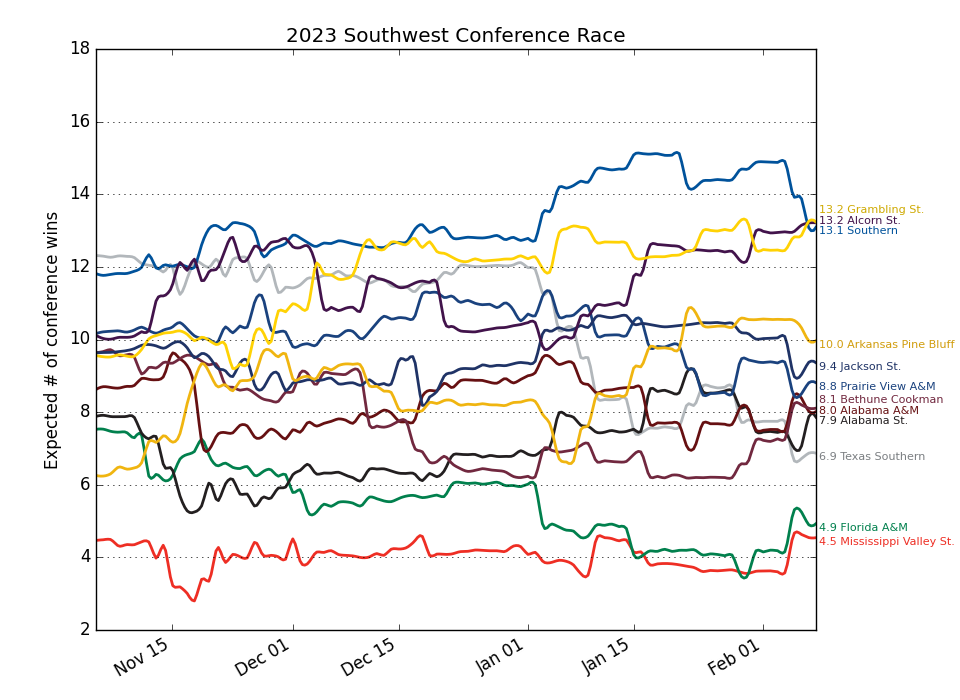 2023 Southwest Conference Race
Expected # of conference wins
18
16
14
12
10
8
6
4
2
Nov 15
Dec 01
Dec 15
Jan 01
Jan 15
Feb 01
13.2 Grambling St.
13.2 Alcorn St.
13.1 Southern
10.0 Arkansas Pine Bluff
9.4 Jackson St.
8.8 Prairie View A&M
8.1 Bethune Cookman
8.0 Alabama A&M
7.9 Alabama St.
6.9 Texas Southern
4.9 Florida A&M
4.5 Mississippi Valley St.